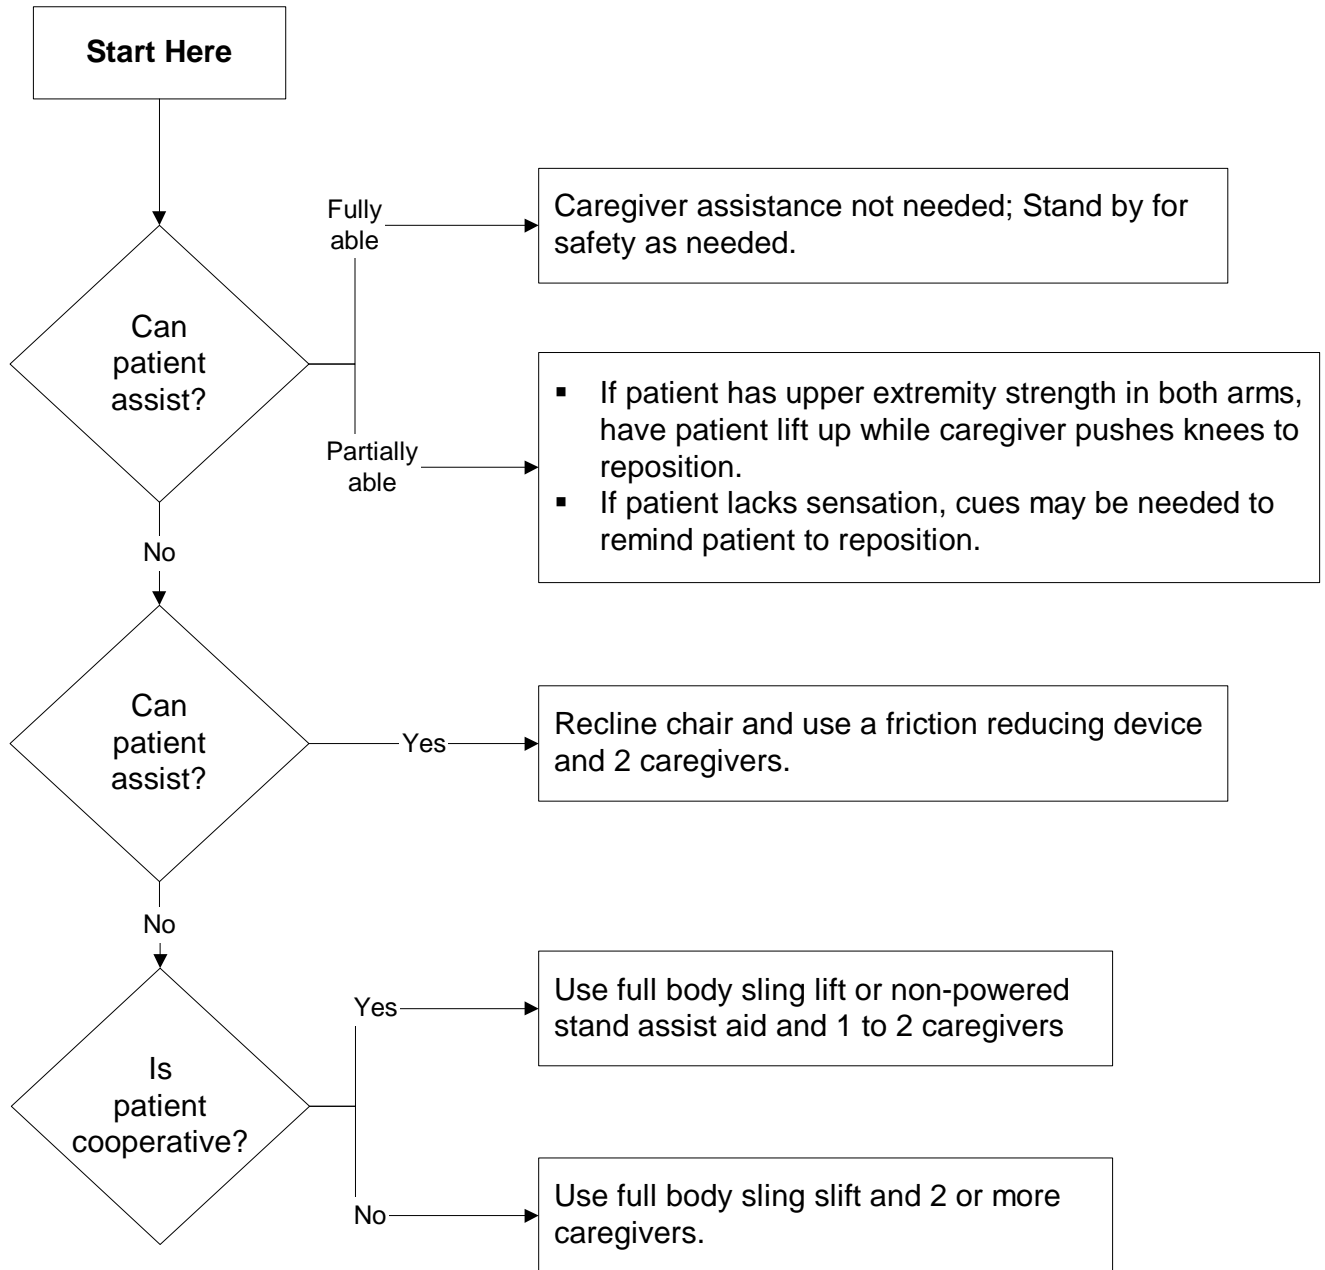 Start Here
Fully
able
Caregiver assistance not needed; Stand by for
safety as needed.
Can
patient
assist?
Partially
able
▪ If patient has upper extremity strength in both arms,
have patient lift up while caregiver pushes knees to
reposition.
▪ If patient lacks sensation, cues may be needed to
remind patient to reposition.
No
Can
patient
assist?
Yes
Recline chair and use a friction reducing device
and 2 caregivers.
No
Is
patient
cooperative?
Yes
Use full body sling lift or non-powered
stand assist aid and 1 to 2 caregivers
No
Use full body sling slift and 2 or more
caregivers.